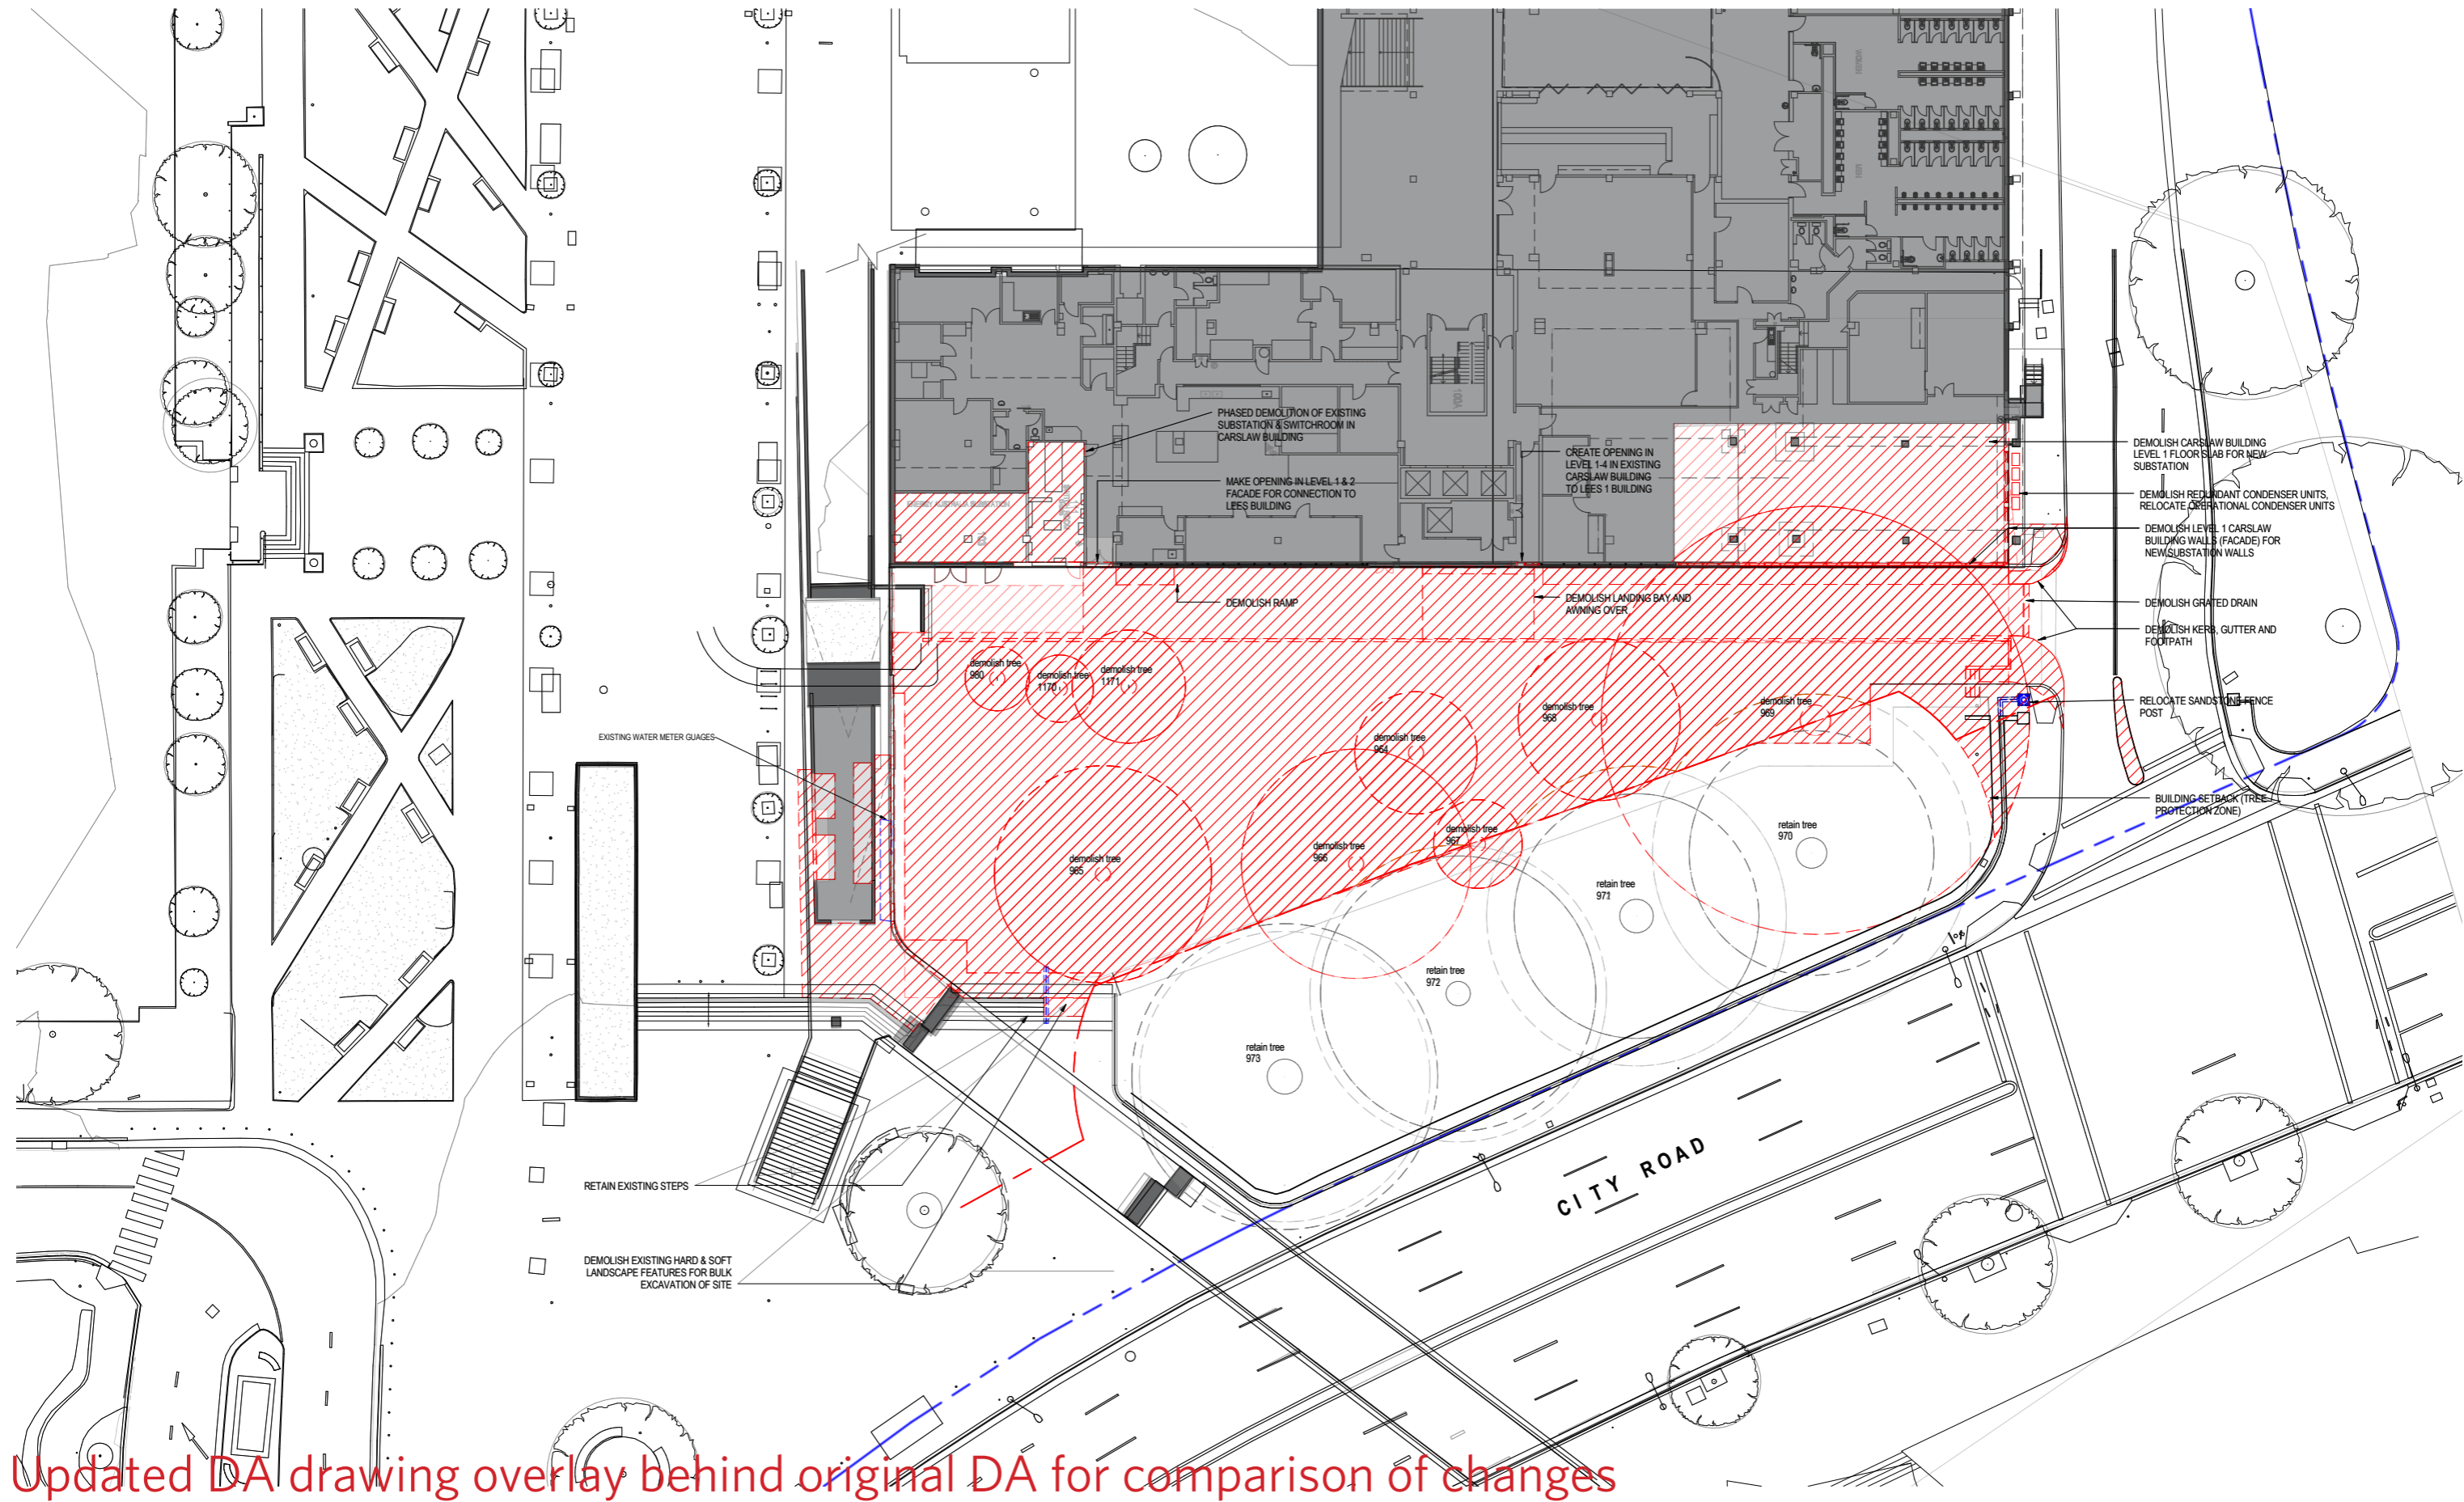 PHASED DEMOLITION OF EXISTING
SUBSTATION & SWITCHROOM IN
CARSLAW BUILDING
MAKE OPENING IN LEVEL 1 & 2
FACADE FOR CONNECTION TO
LEES BUILDING
CREATE OPENING IN
LEVEL 1-4 IN EXISTING
CARSLAW BUILDING
TO LEES 1 BUILDING
DEMOLISH CARSLAW BUILDING
LEVEL 1 FLOOR SLAB FOR NEW
SUBSTATION
DEMOLISH REDUNDANT CONDENSER UNITS,
RELOCATE OPERATIONAL CONDENSER UNITS
DEMOLISH LEVEL 1 CARSLAW
BUILDING WALLS (FACADE) FOR
NEW SUBSTATION WALLS
ENERGY AUSTRALIA SUBSTATION
DEMOLISH RAMP
DEMOLISH LANDING BAY AND
AWNING OVER
DEMOLISH GRATED DRAIN
DEMOLISH KERB, GUTTER AND
FOOTPATH
demolish tree
980
demolish tree
1170
demolish tree
1171
demolish tree
968
demolish tree
969
RELOCATE SANDSTONE FENCE
POST
EXISTING WATER METER GUAGES
demolish tree
964
BUILDING SETBACK (TREE
PROTECTION ZONE)
demolish tree
965
demolish tree
966
demolish tree
967
retain tree
970
retain tree
971
retain tree
972
retain tree
973
RETAIN EXISTING STEPS
DEMOLISH EXISTING HARD & SOFT
LANDSCAPE FEATURES FOR BULK
EXCAVATION OF SITE
CITY ROAD
Updated DA drawing overlay behind original DA for comparison of changes